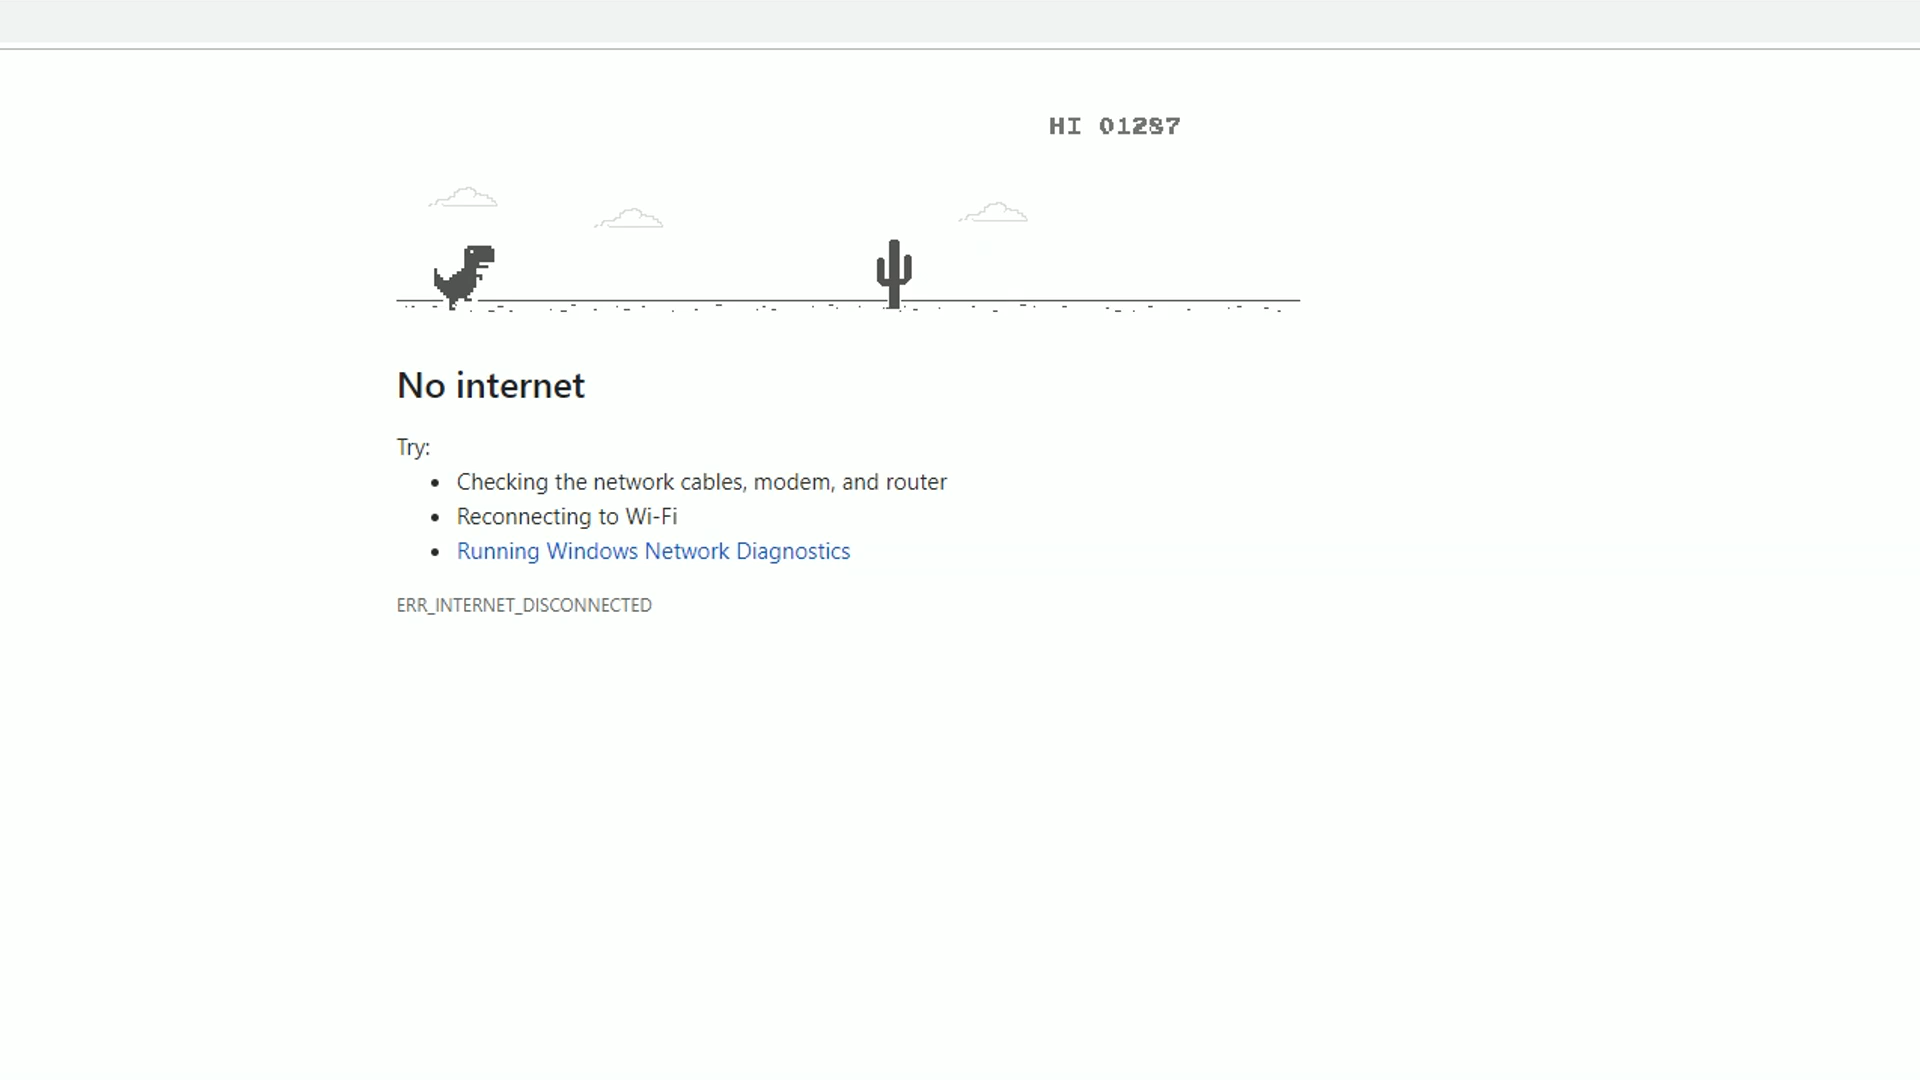 HI 01287
No internet
Try:
Checking the network cables, modem, and router
Reconnecting to Wi-Fi
Running Windows Network Diagnostics
ERR_INTERNET_DISCONNECTED